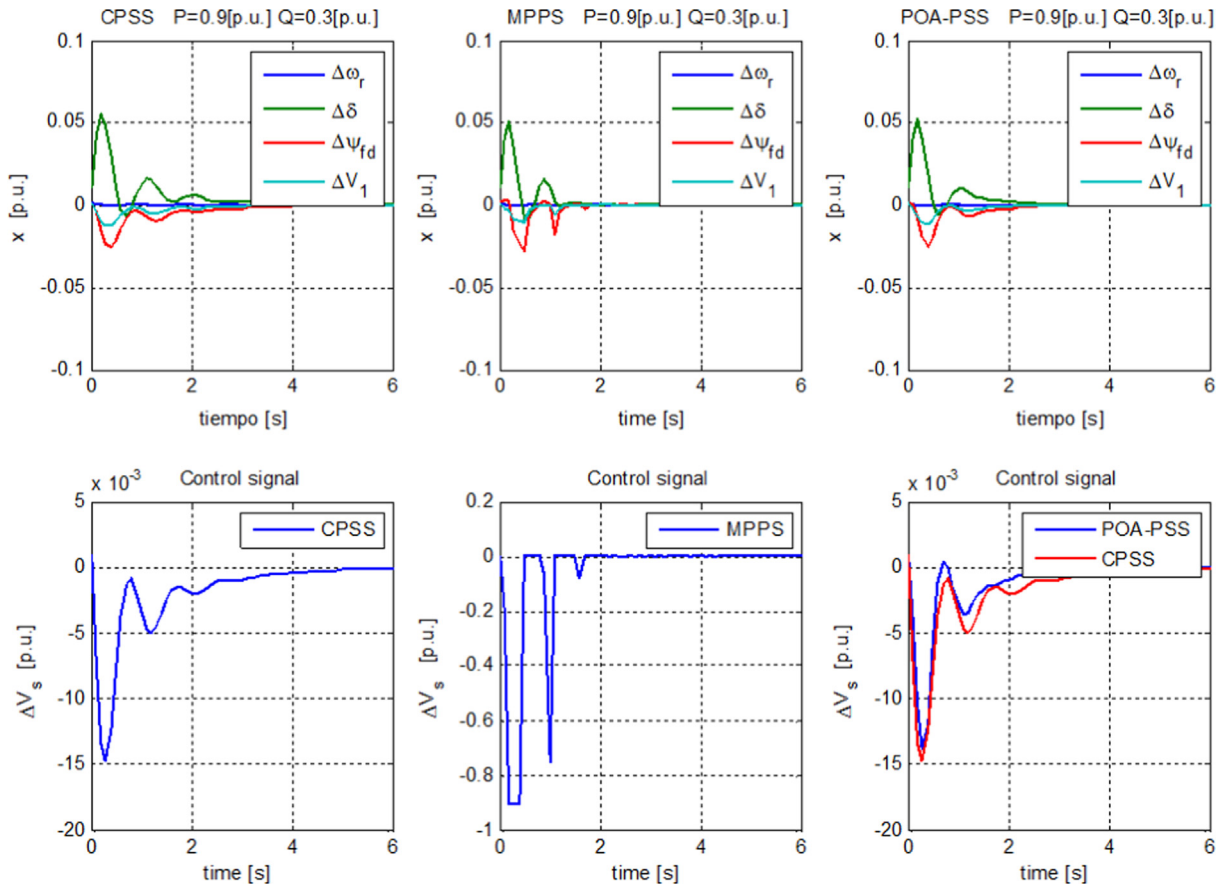 CPSS P=0.9[p.u.] Q=0.3[p.u.]
0.1
0.05
0
-0.05
-0.1
x [p.u.]
Δω_r
Δδ
Δψ_fd
ΔV_1
0 2 4 6
tiempo [s]
MPPS P=0.9[p.u.] Q=0.3[p.u.]
0.1
0.05
0
-0.05
-0.1
x [p.u.]
Δω_r
Δδ
Δψ_fd
ΔV_1
0 2 4 6
time [s]
POA-PSS P=0.9[p.u.] Q=0.3[p.u.]
0.1
0.05
0
-0.05
-0.1
x [p.u.]
Δω_r
Δδ
Δψ_fd
ΔV_1
0 2 4 6
tiempo [s]
x 10^-3
Control signal
5
0
-5
-10
-15
-20
ΔV_s [p.u.]
CPSS
0 2 4 6
time [s]
Control signal
0.2
0
-0.2
-0.4
-0.6
-0.8
-1
ΔV_s [p.u.]
MPPS
0 2 4 6
time [s]
x 10^-3
Control signal
5
0
-5
-10
-15
-20
ΔV_s [p.u.]
POA-PSS
CPSS
0 2 4 6
time [s]